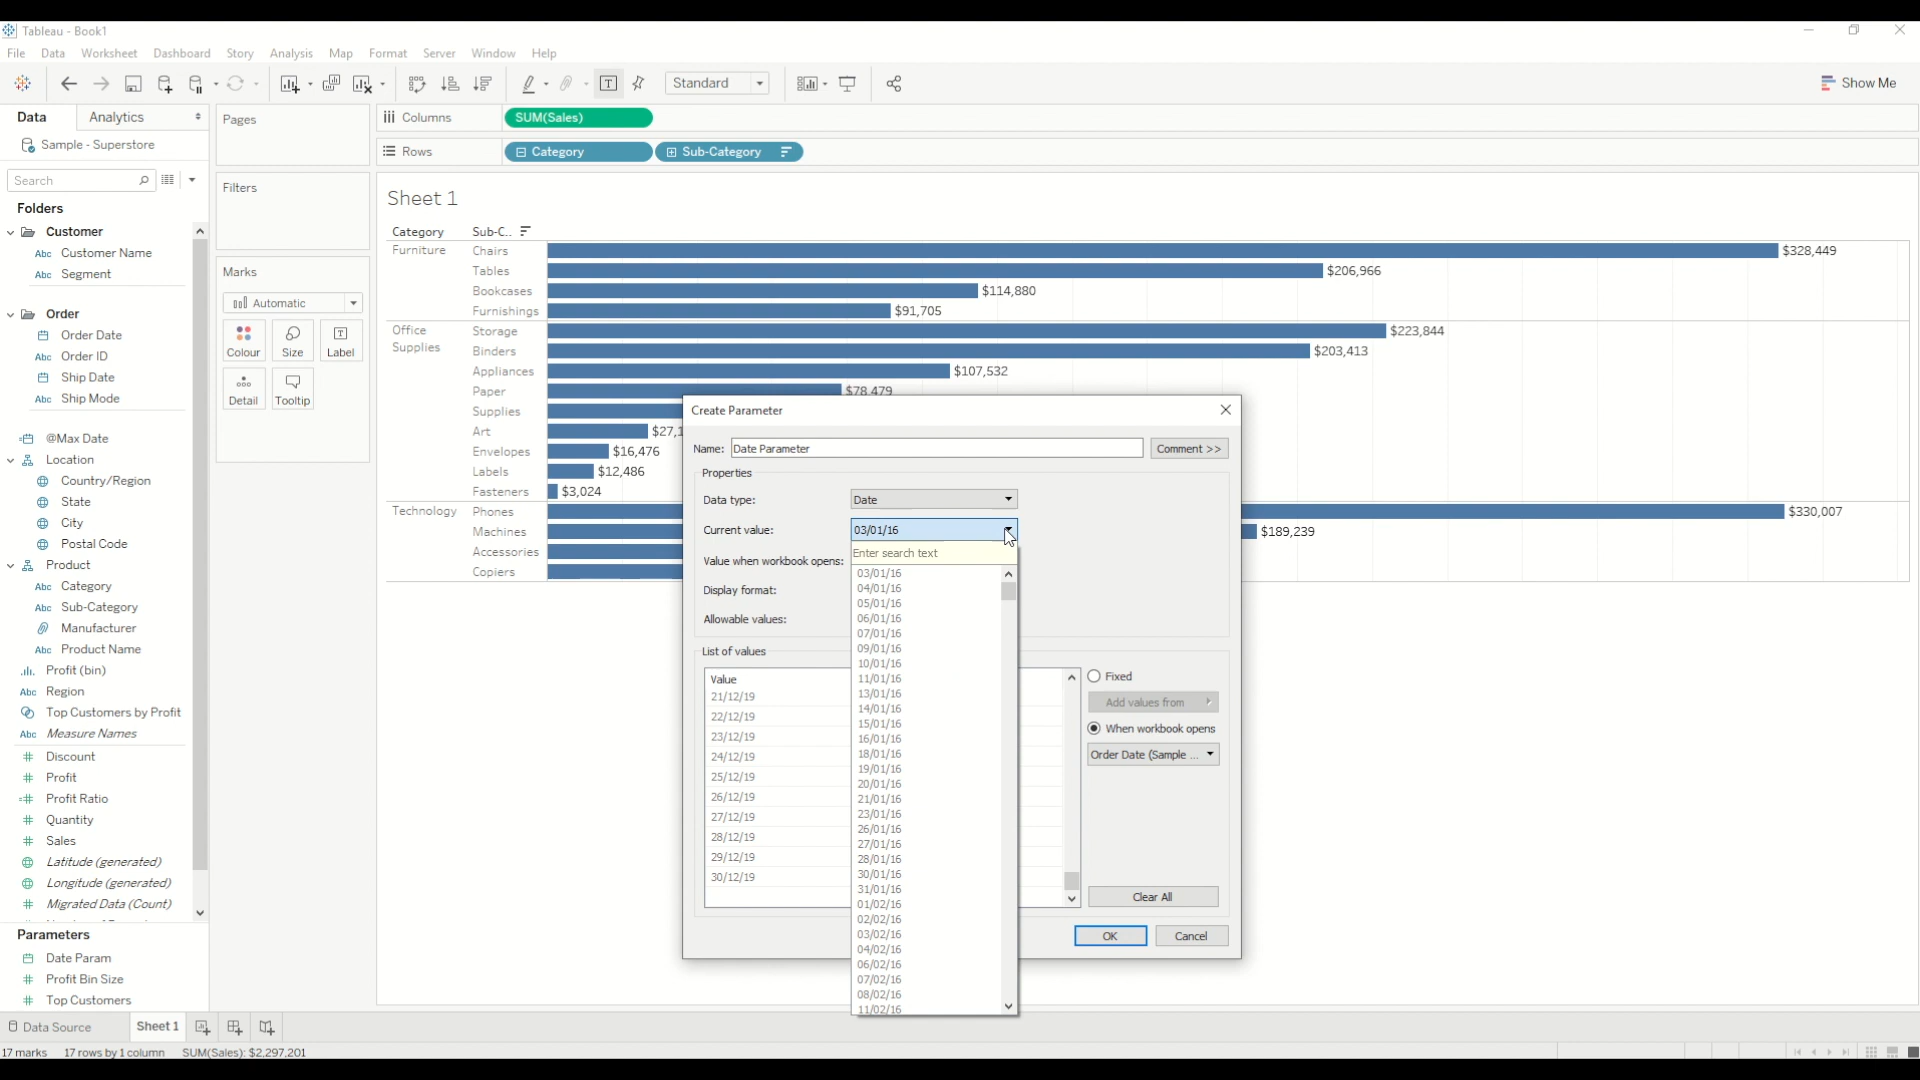 Tableau - Book1
File Data Worksheet Dashboard Story Analysis Map Format Server Window Help
Standard
Show Me
Data Analytics
Pages
Columns SUM(Sales)
Sample - Superstore
Rows Category Sub-Category
Search
Filters
Sheet 1
Folders
Customer
Abc Customer Name
Abc Segment
Order
Order Date
Abc Order ID
Ship Date
Abc Ship Mode
@Max Date
Location
Country/Region
State
City
Postal Code
Product
Abc Category
Abc Sub-Category
Manufacturer
Abc Product Name
Profit (bin)
Abc Region
Top Customers by Profit
Abc Measure Names
Discount
Profit
Profit Ratio
Quantity
Sales
Latitude (generated)
Longitude (generated)
Migrated Data (Count)
Parameters
Date Param
Profit Bin Size
Top Customers
Marks
Automatic
Colour Size Label
Detail Tooltip
Category Sub-C..
Furniture Chairs $328,449
Tables $206,966
Bookcases $114,880
Furnishings $91,705
Office Supplies Storage $223,844
Binders $203,413
Appliances $107,532
Paper $78,479
Supplies
Art $27,1
Envelopes $16,476
Labels $12,486
Fasteners $3,024
Technology Phones $330,007
Machines $189,239
Accessories
Copiers
Create Parameter
Name: Date Parameter Comment >>
Properties
Data type: Date
Current value: 03/01/16
Enter search text
Value when workbook opens:
Display format:
Allowable values:
03/01/16
04/01/16
05/01/16
06/01/16
07/01/16
09/01/16
10/01/16
11/01/16
13/01/16
14/01/16
15/01/16
16/01/16
18/01/16
19/01/16
20/01/16
21/01/16
23/01/16
26/01/16
27/01/16
28/01/16
30/01/16
31/01/16
01/02/16
02/02/16
03/02/16
04/02/16
06/02/16
07/02/16
08/02/16
11/02/16
List of values
Value
21/12/19
22/12/19
23/12/19
24/12/19
25/12/19
26/12/19
27/12/19
28/12/19
29/12/19
30/12/19
Fixed
Add values from
When workbook opens
Order Date (Sample ...
Clear All
OK Cancel
Data Source Sheet 1
17 marks 17 rows by 1 column SUM(Sales): $2,297,201